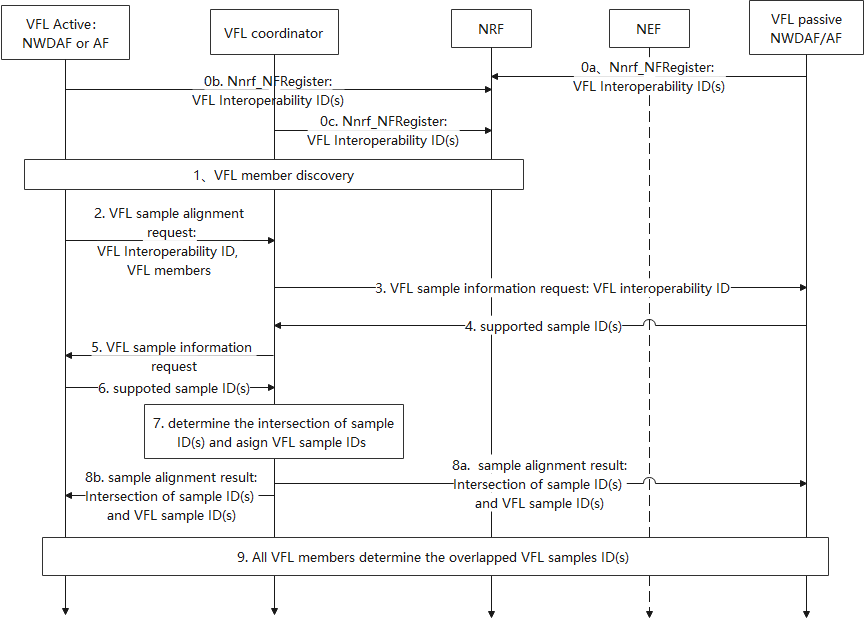 VFL Active:
NWDAF or AF
VFL coordinator
NRF
NEF
VFL passive
NWDAF/AF
0a、Nnrf_NFRegister:
VFL Interoperability ID(s)
0b. Nnrf_NFRegister:
VFL Interoperability ID(s)
0c. Nnrf_NFRegister:
VFL Interoperability ID(s)
1、VFL member discovery
2. VFL sample alignment
request:
VFL Interoperability ID,
VFL members
3. VFL sample information request: VFL interoperability ID
4. supported sample ID(s)
5. VFL sample information
request
6. suppoted sample ID(s)
7. determine the intersection of sample
ID(s) and asign VFL sample IDs
8a.  sample alignment result:
Intersection of sample ID(s)
and VFL sample ID(s)
8b. sample alignment result:
Intersection of sample ID(s)
and VFL sample ID(s)
9. All VFL members determine the overlapped VFL samples ID(s)